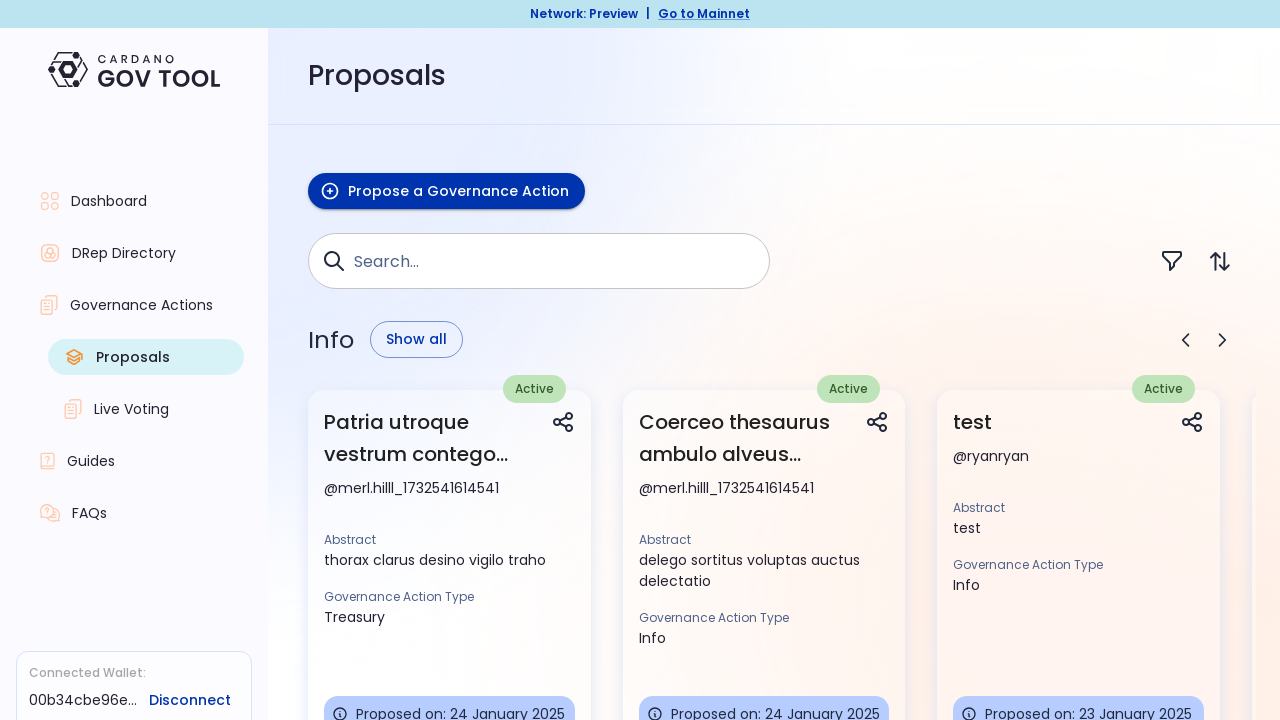 Network: Preview | Go to Mainnet
CARDANO
GOV TOOL
Proposals
Dashboard
DRep Directory
Governance Actions
Proposals
Live Voting
Guides
FAQs
Connected Wallet:
00b34cbe96e... Disconnect
Propose a Governance Action
Search...
Info
Show all
Active
Patria utroque
vestrum contego...
@merl.hilll_1732541614541
Abstract
thorax clarus desino vigilo traho
Governance Action Type
Treasury
Proposed on: 24 January 2025
Active
Coerceo thesaurus
ambulo alveus...
@merl.hilll_1732541614541
Abstract
delego sortitus voluptas auctus
delectatio
Governance Action Type
Info
Proposed on: 24 January 2025
Active
test
@ryanryan
Abstract
test
Governance Action Type
Info
Proposed on: 23 January 2025